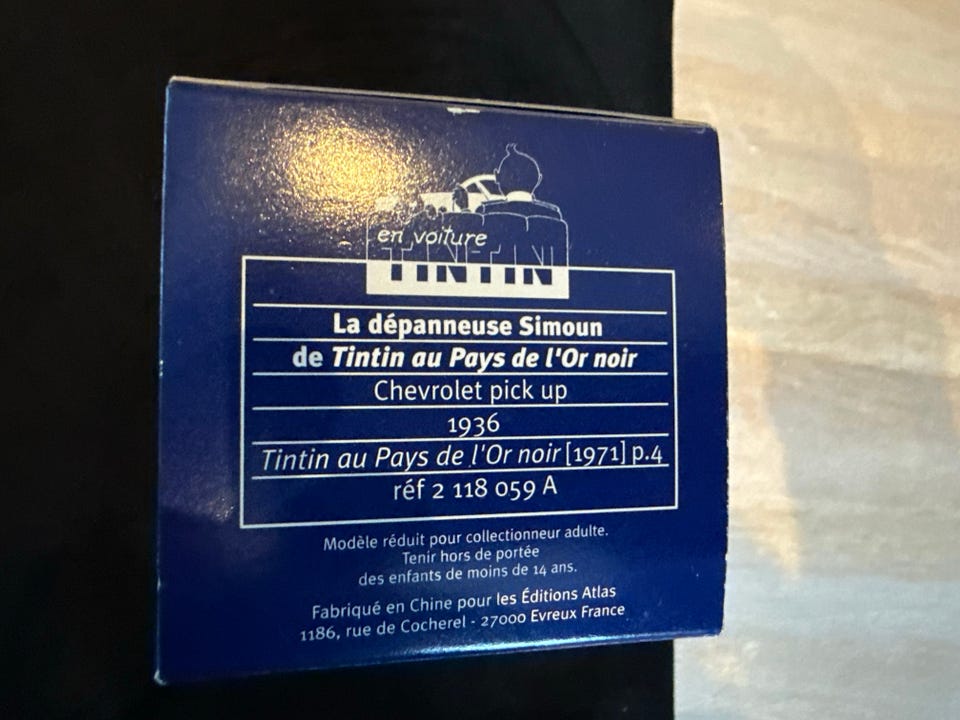 en voiture
TINTIN
La dépanneuse Simoun
de Tintin au Pays de l'Or noir
Chevrolet pick up
1936
Tintin au Pays de l'Or noir [1971] p.4
réf 2 118 059 A
Modèle réduit pour collectionneur adulte.
Tenir hors de portée
des enfants de moins de 14 ans.
Fabriqué en Chine pour les Éditions Atlas
1186, rue de Cocherel - 27000 Evreux France